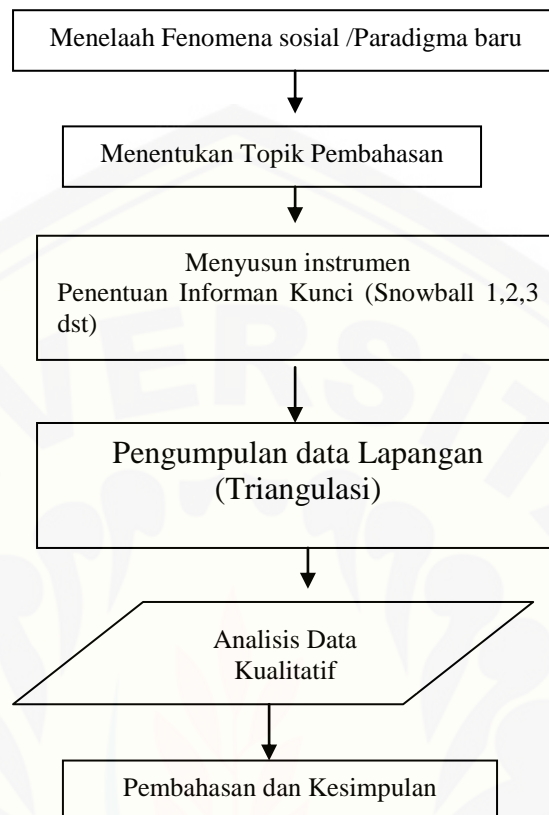 Menelaah Fenomena sosial /Paradigma baru
Menentukan Topik Pembahasan
Menyusun instrumen
Penentuan Informan Kunci (Snowball 1,2,3
dst)
Pengumpulan data Lapangan
(Triangulasi)
Analisis Data
Kualitatif
Pembahasan dan Kesimpulan